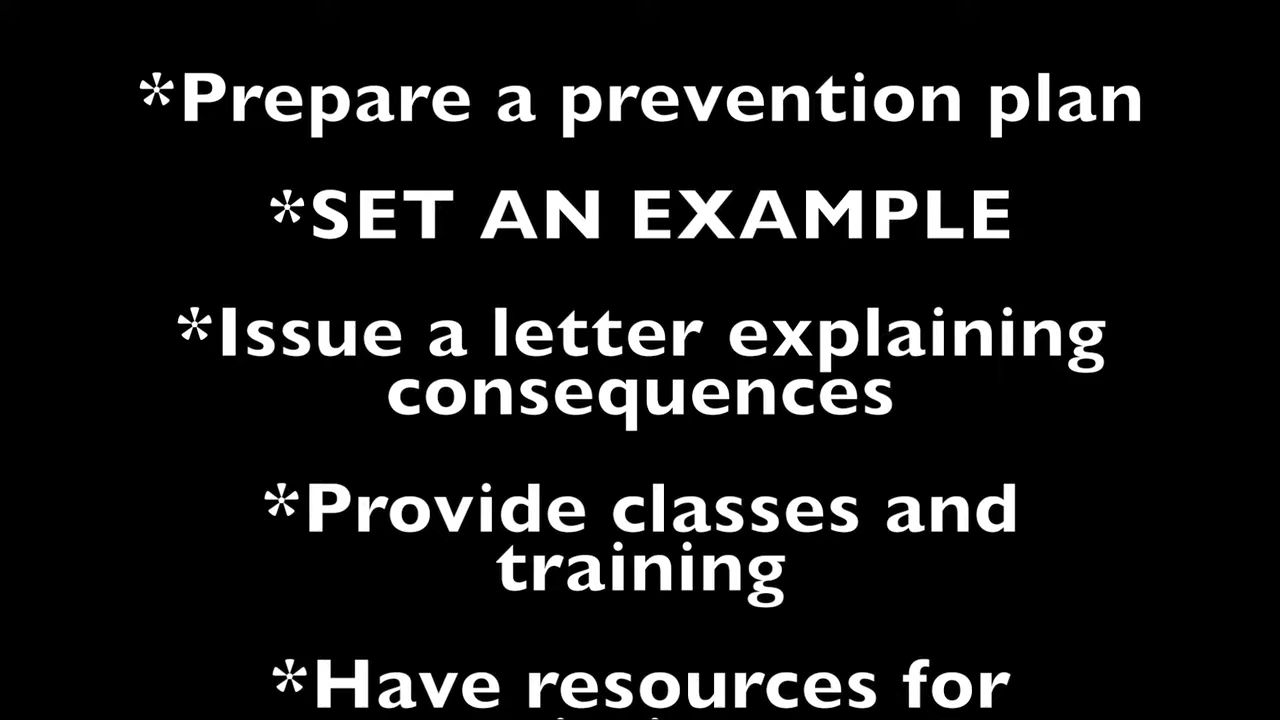 *Prepare a prevention plan
*SET AN EXAMPLE
*Issue a letter explaining
consequences
*Provide classes and
training
*Have resources for